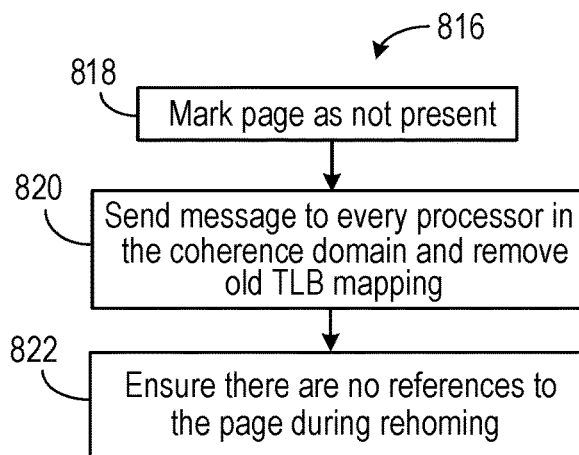 816
818
Mark page as not present
820
Send message to every processor in
the coherence domain and remove
old TLB mapping
822
Ensure there are no references to
the page during rehoming